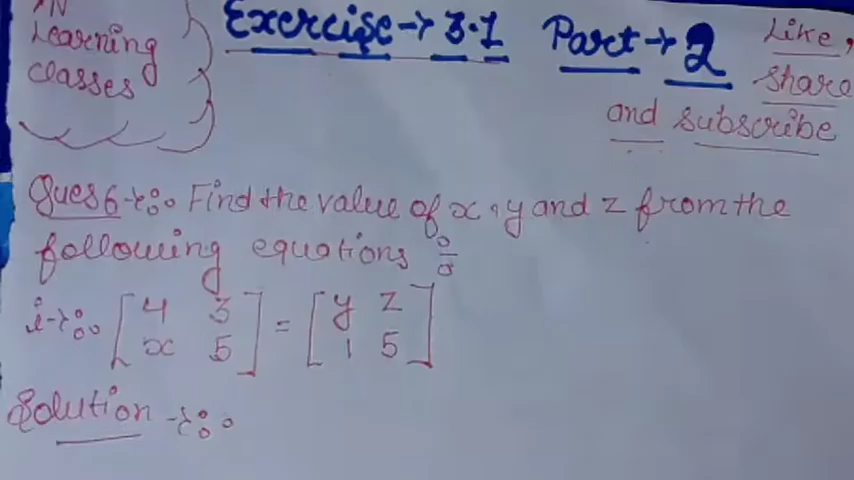 Learning
classes
Exercise → 3.1 Part → 2
Like,
share
and subscribe
Ques 6 →: Find the value of x, y and z from the
following equations :
i →: [ 4 3 ] = [ y z ]
[ x 5 ] [ 1 5 ]
Solution →: